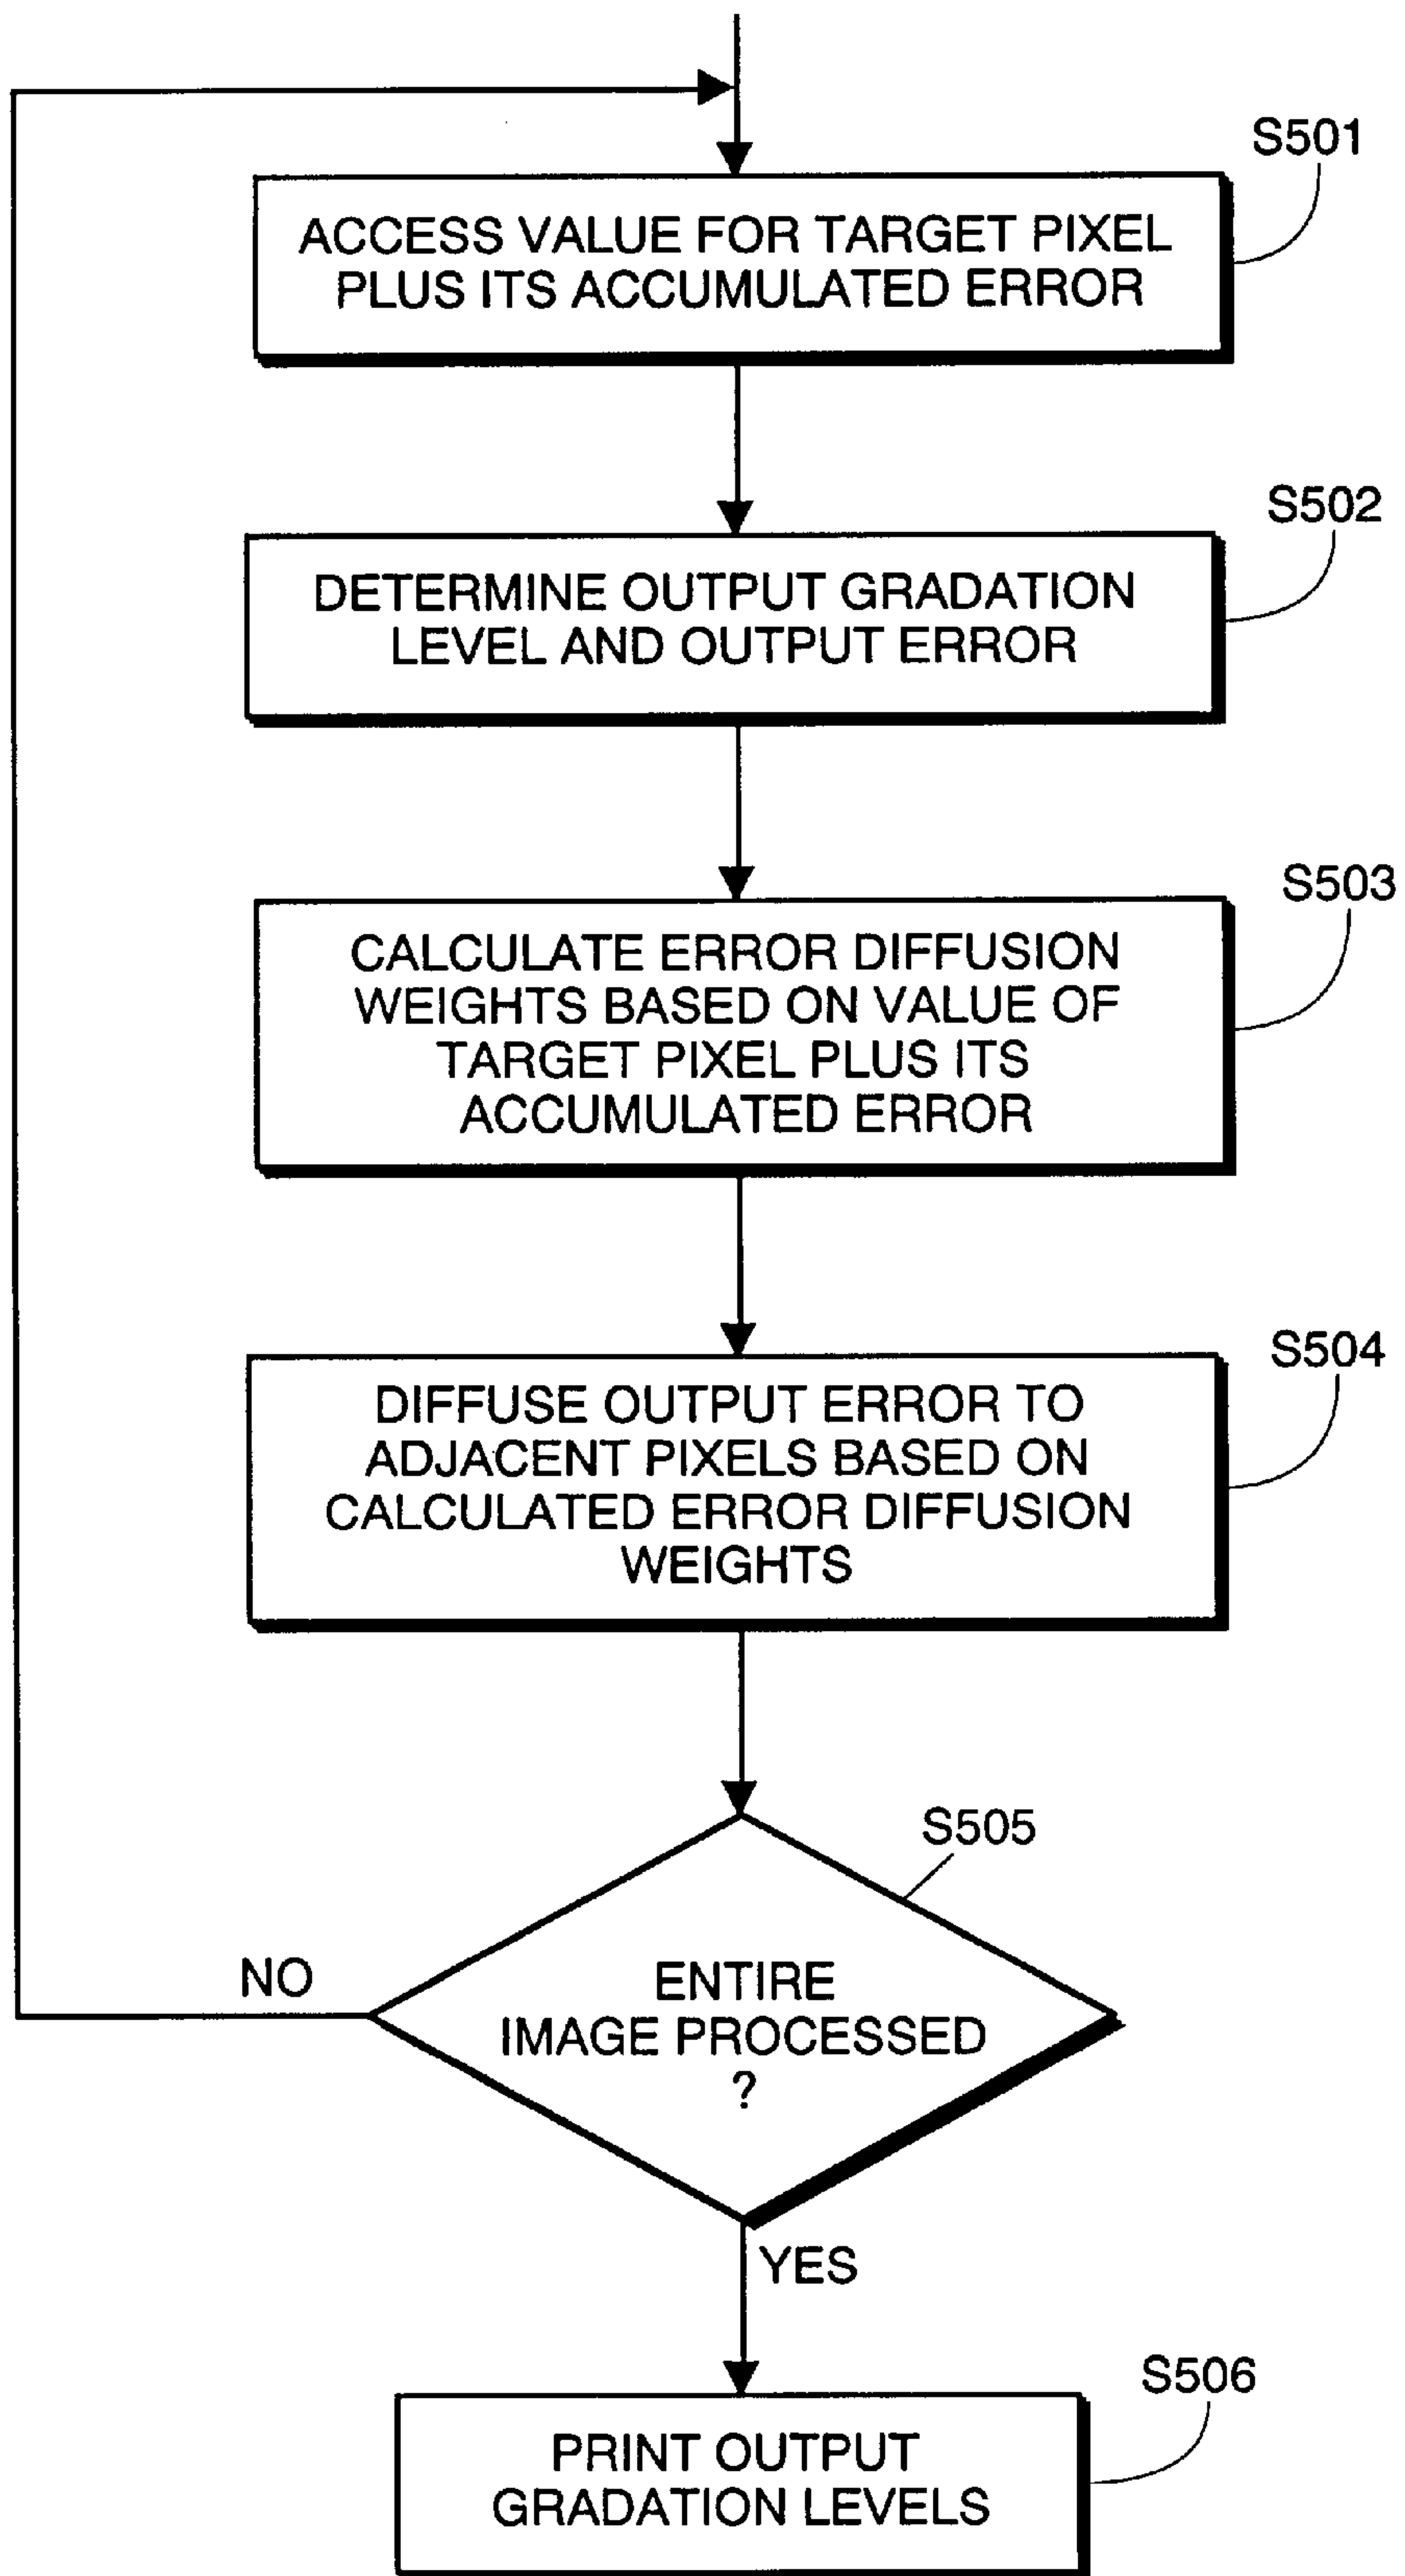 S501
ACCESS VALUE FOR TARGET PIXEL
PLUS ITS ACCUMULATED ERROR
S502
DETERMINE OUTPUT GRADATION
LEVEL AND OUTPUT ERROR
S503
CALCULATE ERROR DIFFUSION
WEIGHTS BASED ON VALUE OF
TARGET PIXEL PLUS ITS
ACCUMULATED ERROR
S504
DIFFUSE OUTPUT ERROR TO
ADJACENT PIXELS BASED ON
CALCULATED ERROR DIFFUSION
WEIGHTS
S505
NO
ENTIRE
IMAGE PROCESSED
?
YES
S506
PRINT OUTPUT
GRADATION LEVELS